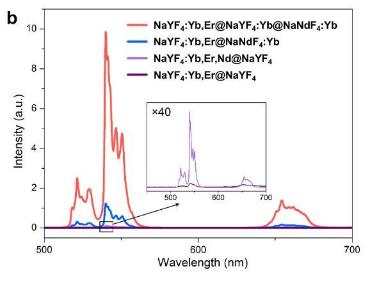 b
NaYF₄:Yb,Er@NaYF₄:Yb@NaNdF₄:Yb
NaYF₄:Yb,Er@NaNdF₄:Yb
NaYF₄:Yb,Er,Nd@NaYF₄
NaYF₄:Yb,Er@NaYF₄
×40
500 600 700
10
8
6
4
2
0
Intensity (a.u.)
500 600 700
Wavelength (nm)